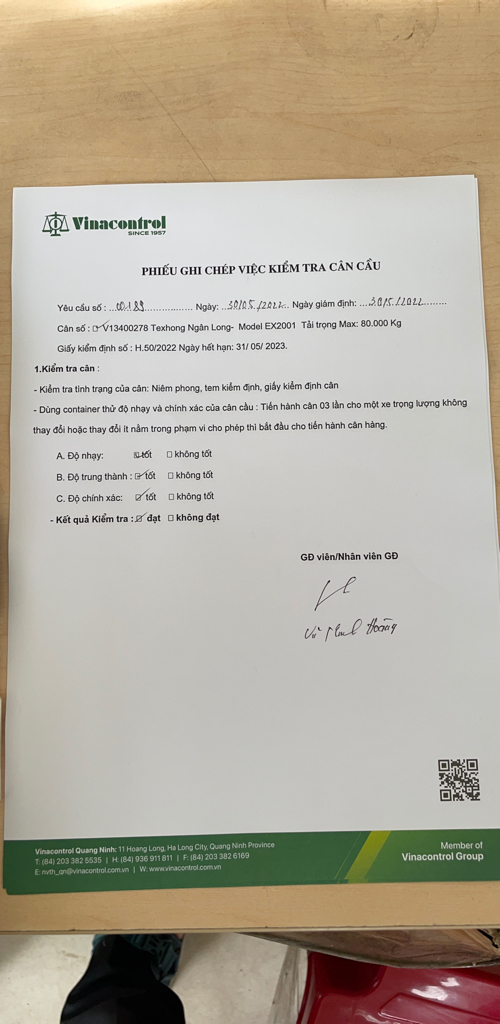 Vinacontrol
SINCE 1957
PHIẾU GHI CHÉP VIỆC KIỂM TRA CÂN CẦU
Yêu cầu số : ...00189.................. Ngày: ...30/05/2022... Ngày giám định: ...30/5/2022........
Cân số : ☑ V13400278 Texhong Ngân Long- Model EX2001 Tải trọng Max: 80.000 Kg
Giấy kiểm định số : H.50/2022 Ngày hết hạn: 31/ 05/ 2023.
1.Kiểm tra cân :
- Kiểm tra tình trạng của cân: Niêm phong, tem kiểm định, giấy kiểm định cân
- Dùng container thử độ nhạy và chính xác của cân cầu : Tiến hành cân 03 lần cho một xe trọng lượng không
thay đổi hoặc thay đổi ít nằm trong phạm vi cho phép thì bắt đầu cho tiến hành cân hàng.
A. Độ nhạy: ☑ tốt ☐ không tốt
B. Độ trung thành : ☑ tốt ☐ không tốt
C. Độ chính xác: ☑ tốt ☐ không tốt
- Kết quả Kiểm tra : ☑ đạt ☐ không đạt
GĐ viên/Nhân viên GĐ
Vũ Hoàng
Vinacontrol Quang Ninh: 11 Hoang Long, Ha Long City, Quang Ninh Province
T: (84) 203 382 5535 | H: (84) 936 911 811 | F: (84) 203 382 6169
E: nvth_qn@vinacontrol.com.vn | W: www.vinacontrol.com.vn
Member of
Vinacontrol Group